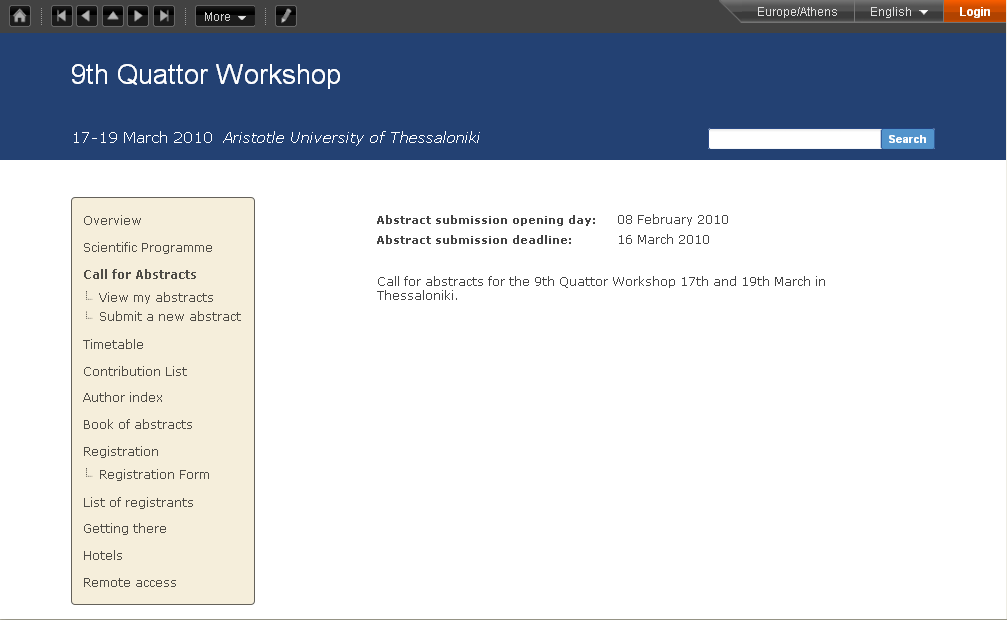 More
Europe/Athens
English
Login
9th Quattor Workshop
17-19 March 2010 Aristotle University of Thessaloniki
Search
Overview
Scientific Programme
Call for Abstracts
View my abstracts
Submit a new abstract
Timetable
Contribution List
Author index
Book of abstracts
Registration
Registration Form
List of registrants
Getting there
Hotels
Remote access
Abstract submission opening day: 08 February 2010
Abstract submission deadline: 16 March 2010
Call for abstracts for the 9th Quattor Workshop 17th and 19th March in
Thessaloniki.